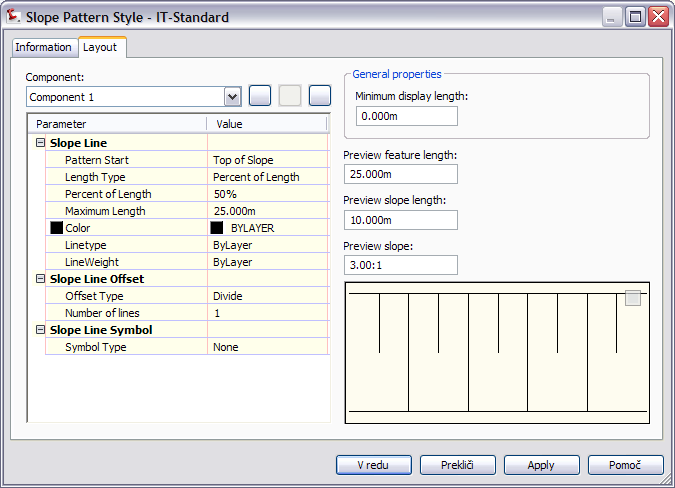 Slope Pattern Style - IT-Standard
Information
Layout
Component:
Component 1
Parameter Value
Slope Line
Pattern Start Top of Slope
Length Type Percent of Length
Percent of Length 50%
Maximum Length 25.000m
Color BYLAYER
Linetype ByLayer
LineWeight ByLayer
Slope Line Offset
Offset Type Divide
Number of lines 1
Slope Line Symbol
Symbol Type None
General properties
Minimum display length:
0.000m
Preview feature length:
25.000m
Preview slope length:
10.000m
Preview slope:
3.00:1
V redu
Prekliči
Apply
Pomoč